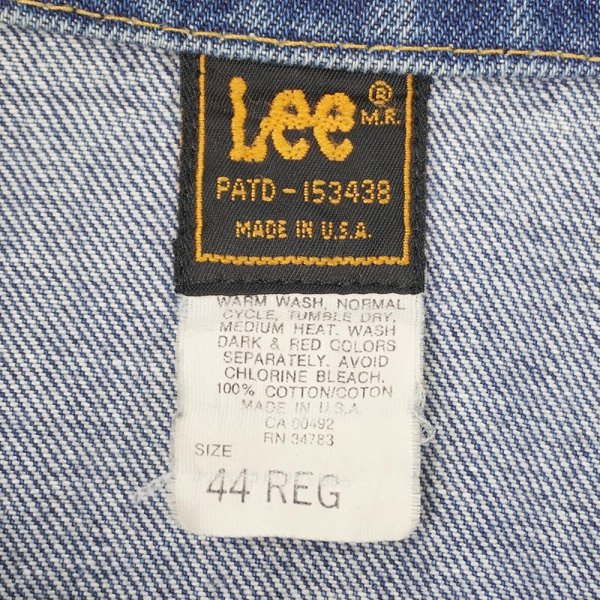 Lee ® M.R.
PATD-153438
MADE IN U.S.A.
WARM WASH, NORMAL
CYCLE, TUMBLE DRY,
MEDIUM HEAT. WASH
DARK & RED COLORS
SEPARATELY. AVOID
CHLORINE BLEACH.
100% COTTON/COTON
MADE IN U.S.A.
CA 00492
RN 34783
SIZE
44 REG